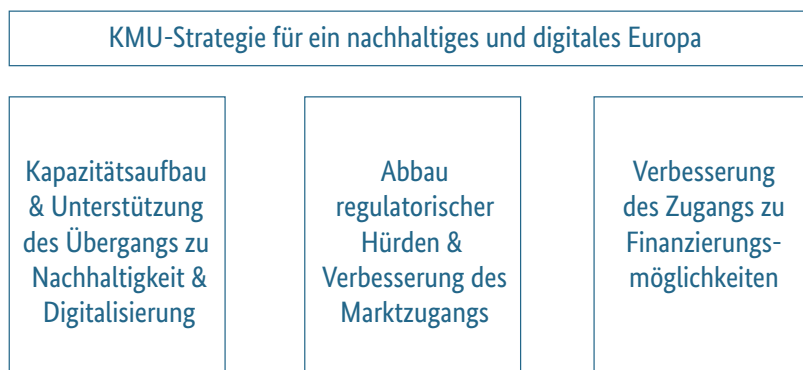 KMU-Strategie für ein nachhaltiges und digitales Europa
Kapazitätsaufbau
& Unterstützung
des Übergangs zu
Nachhaltigkeit &
Digitalisierung
Abbau
regulatorischer
Hürden &
Verbesserung des
Marktzugangs
Verbesserung
des Zugangs zu
Finanzierungs-
möglichkeiten